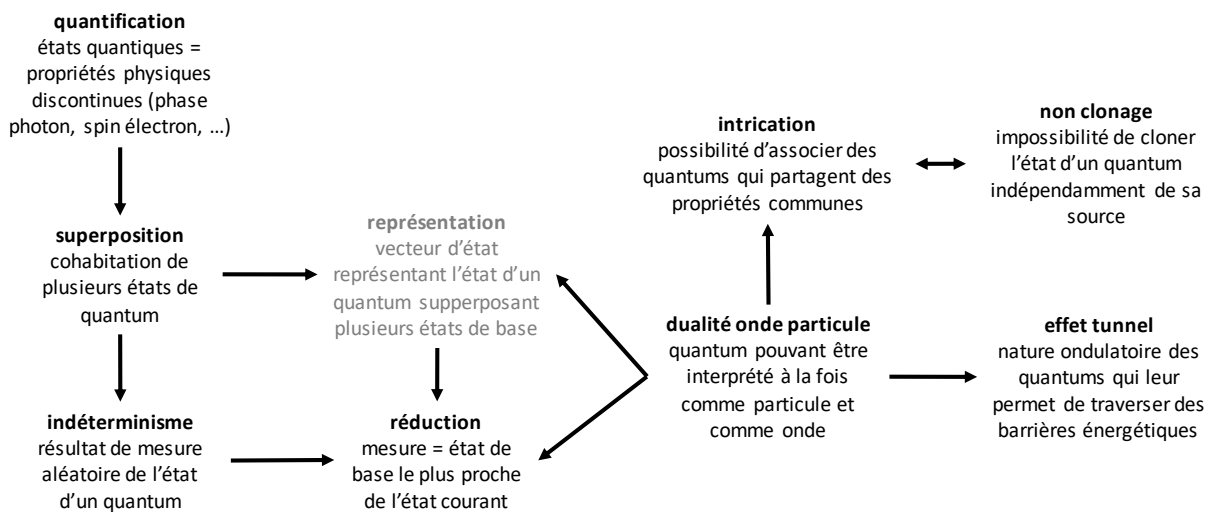 quantification
états quantiques =
propriétés physiques
discontinues (phase
photon, spin électron, …)
superposition
cohabitation de
plusieurs états de
quantum
indéterminisme
résultat de mesure
aléatoire de l’état
d’un quantum
représentation
vecteur d’état
représentant l’état d’un
quantum supperposant
plusieurs états de base
réduction
mesure = état de
base le plus proche
de l’état courant
intrication
possibilité d’associer des
quantums qui partagent des
propriétés communes
dualité onde particule
quantum pouvant être
interprété à la fois
comme particule et
comme onde
non clonage
impossibilité de cloner
l’état d’un quantum
indépendamment de sa
source
effet tunnel
nature ondulatoire des
quantums qui leur
permet de traverser des
barrières énergétiques